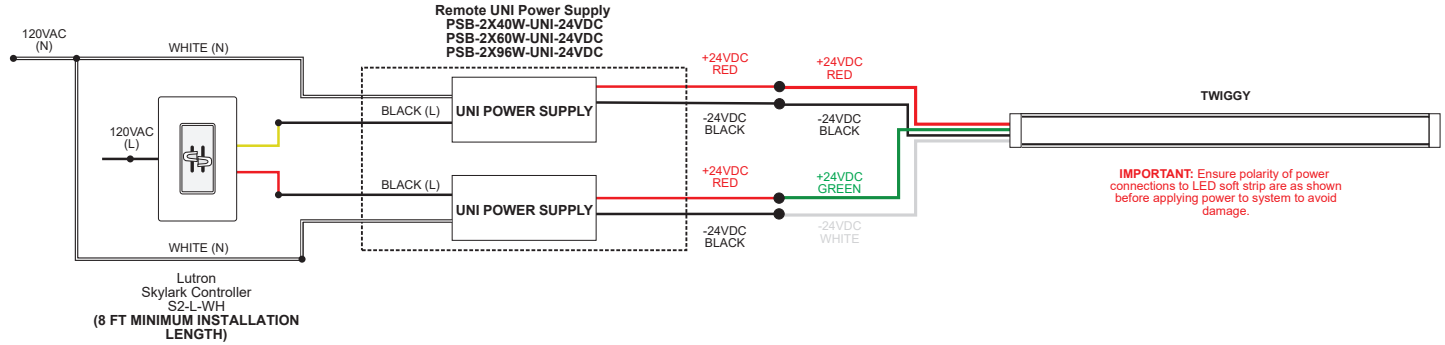 Remote UNI Power Supply
PSB-2X40W-UNI-24VDC
PSB-2X60W-UNI-24VDC
PSB-2X96W-UNI-24VDC
120VAC
(N)
WHITE (N)
+24VDC
RED
+24VDC
RED
TWIGGY
BLACK (L)
UNI POWER SUPPLY
-24VDC
BLACK
-24VDC
BLACK
120VAC
(L)
+24VDC
RED
+24VDC
GREEN
IMPORTANT: Ensure polarity of power
connections to LED soft strip are as shown
before applying power to system to avoid
damage.
BLACK (L)
UNI POWER SUPPLY
-24VDC
BLACK
-24VDC
WHITE
WHITE (N)
Lutron
Skylark Controller
S2-L-WH
(8 FT MINIMUM INSTALLATION
LENGTH)